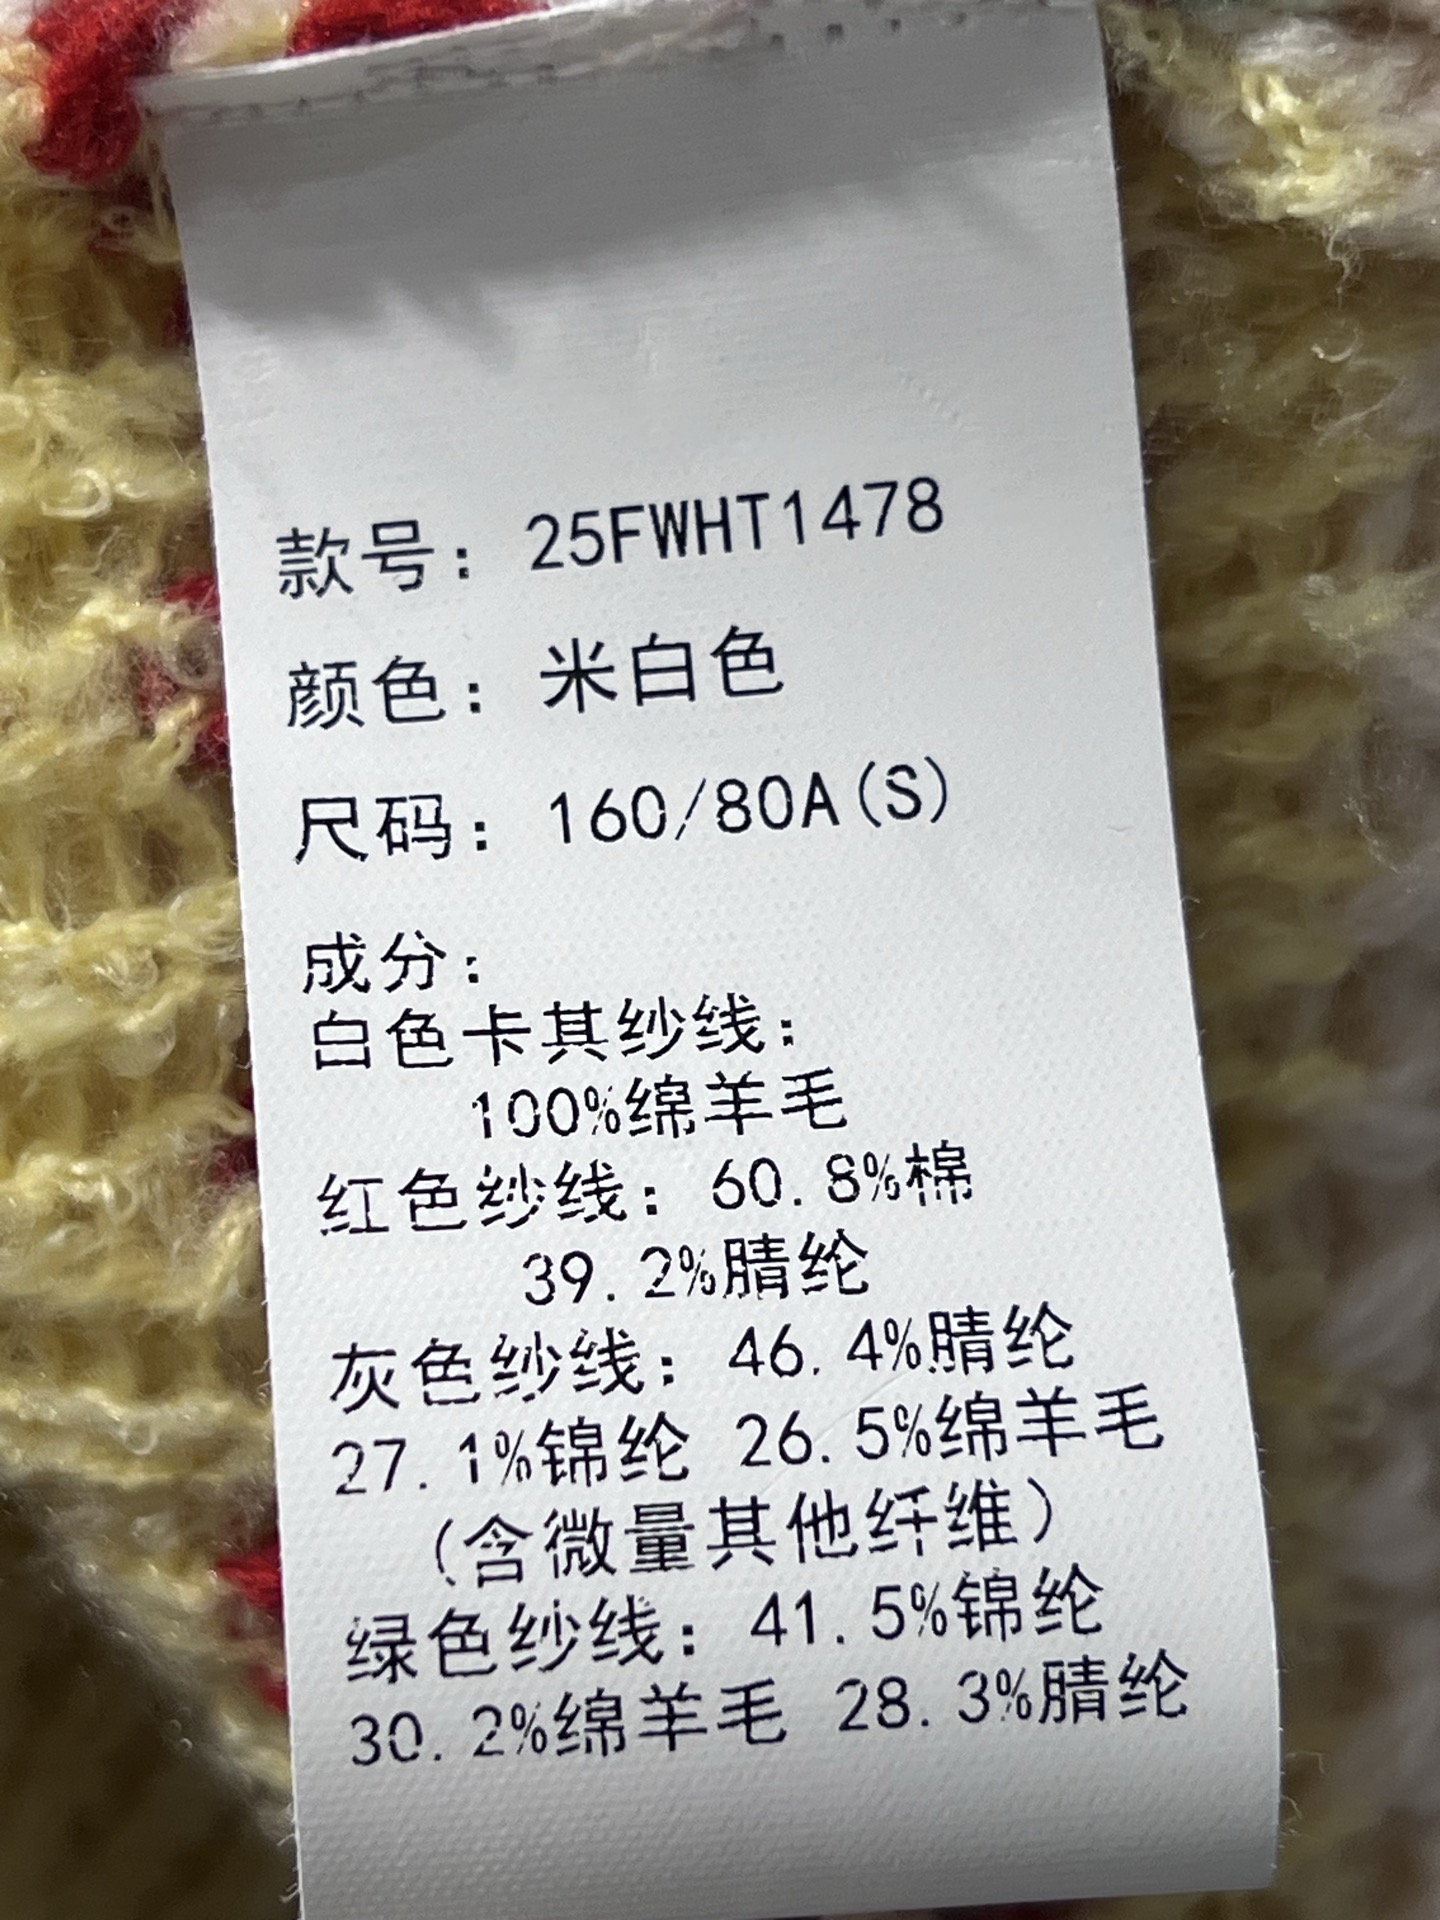 款号：25FWHT1478
颜色：米白色
尺码：160/80A(S)
成分：
白色卡其纱线：
100%绵羊毛
红色纱线：60.8%棉
39.2%腈纶
灰色纱线：46.4%腈纶
27.1%锦纶 26.5%绵羊毛
(含微量其他纤维)
绿色纱线：41.5%锦纶
30.2%绵羊毛 28.3%腈纶